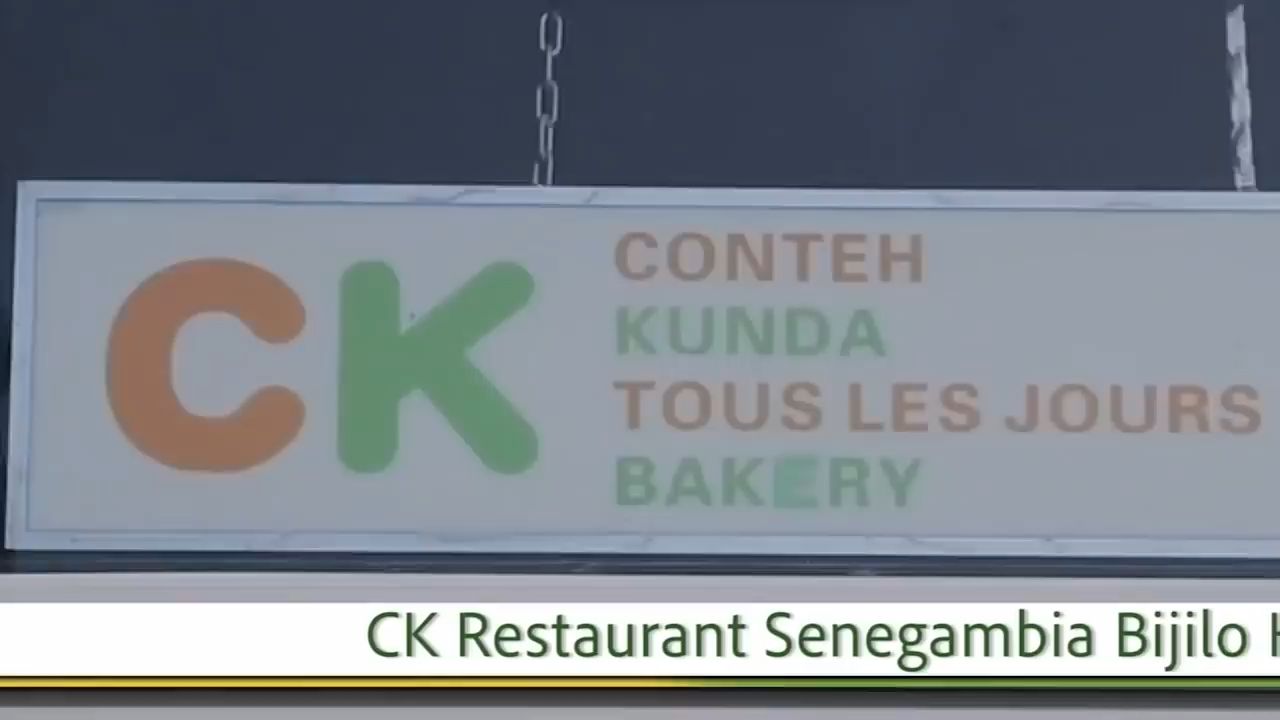 CK
CONTEH
KUNDA
TOUS LES JOURS
BAKERY
CK Restaurant Senegambia Bijilo